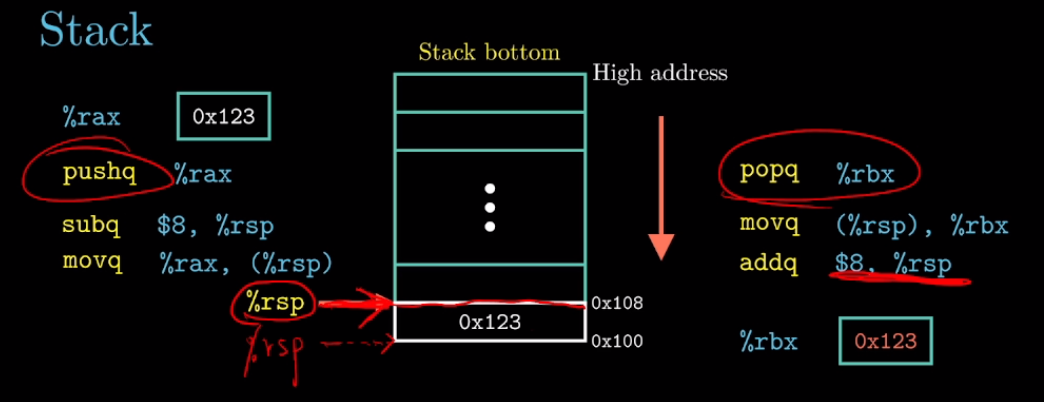 Stack
Stack bottom
High address
%rax 0x123
pushq %rax
subq $8, %rsp
movq %rax, (%rsp)
%rsp
%rsp
0x108
0x123
0x100
popq %rbx
movq (%rsp), %rbx
addq $8, %rsp
%rbx 0x123